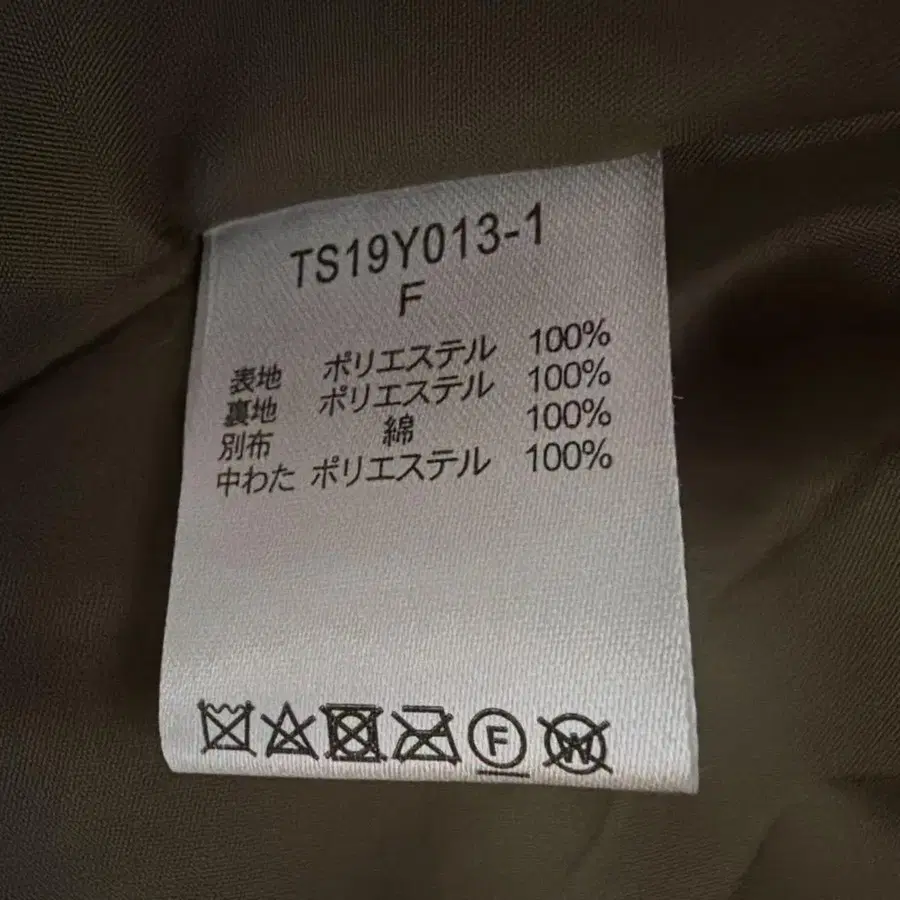 TS19Y013-1
F
表地 ポリエステル 100%
裏地 ポリエステル 100%
別布 綿 100%
中わた ポリエステル 100%
F W